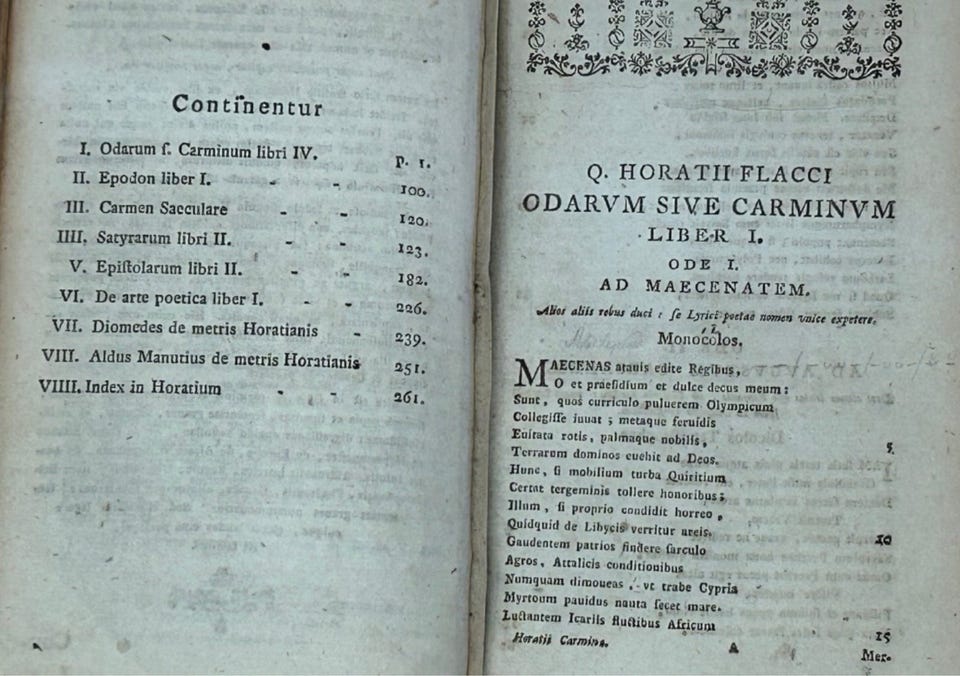 Continentur
I. Odarum ſ. Carminum libri IV. p. 1.
II. Epodon liber I. - - 100.
III. Carmen Saeculare - - 120.
IIII. Satyrarum libri II. - - 123.
V. Epiſtolarum libri II. - - 182.
VI. De arte poetica liber I. - - 226.
VII. Diomedes de metris Horatianis - 239.
VIII. Aldus Manutius de metris Horatianis 251.
VIIII. Index in Horatium - - 261.
Q. HORATII FLACCI
ODARVM SIVE CARMINVM
LIBER I.
ODE I.
AD MAECENATEM.
Alios aliis rebus duci : ſe Lyrici poetae nomen vnice expetere.
Monocolos.
MAECENAS atauis edite Regibus,
O et praeſidium et dulce decus meum:
Sunt, quos curriculo puluerem Olympicum
Collegiſſe iuuat ; metaque feruidis
Euitata rotis, palmaque nobilis, 5
Terrarum dominos euehit ad Deos.
Hunc, ſi mobilium turba Quiritium
Certat tergeminis tollere honoribus;
Illum, ſi proprio condidit horreo,
Quidquid de Libycis verritur areis. 10
Gaudentem patrios findere ſarculo
Agros, Attalicis conditionibus
Numquam dimoueas, vt trabe Cypria
Myrtoum pauidus nauta ſecet mare.
Luctantem Icariis fluctibus Africum 15
Horatii Carmina. A Mer.